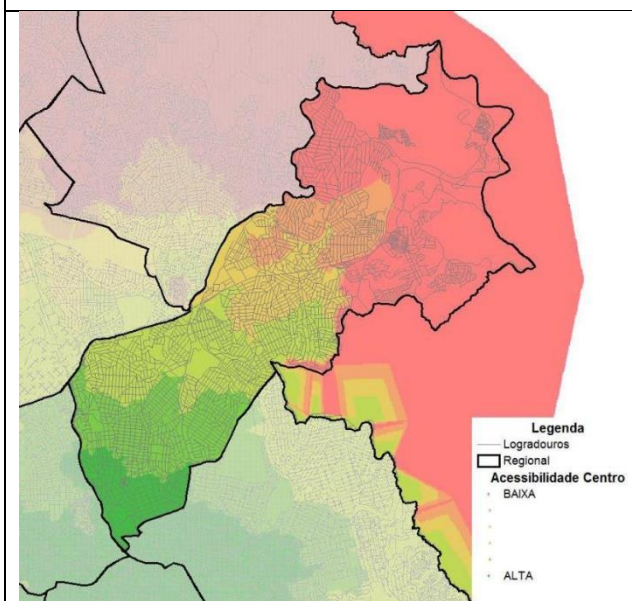 Legenda
Logradouros
Regional
Acessibilidade Centro
BAIXA
ALTA